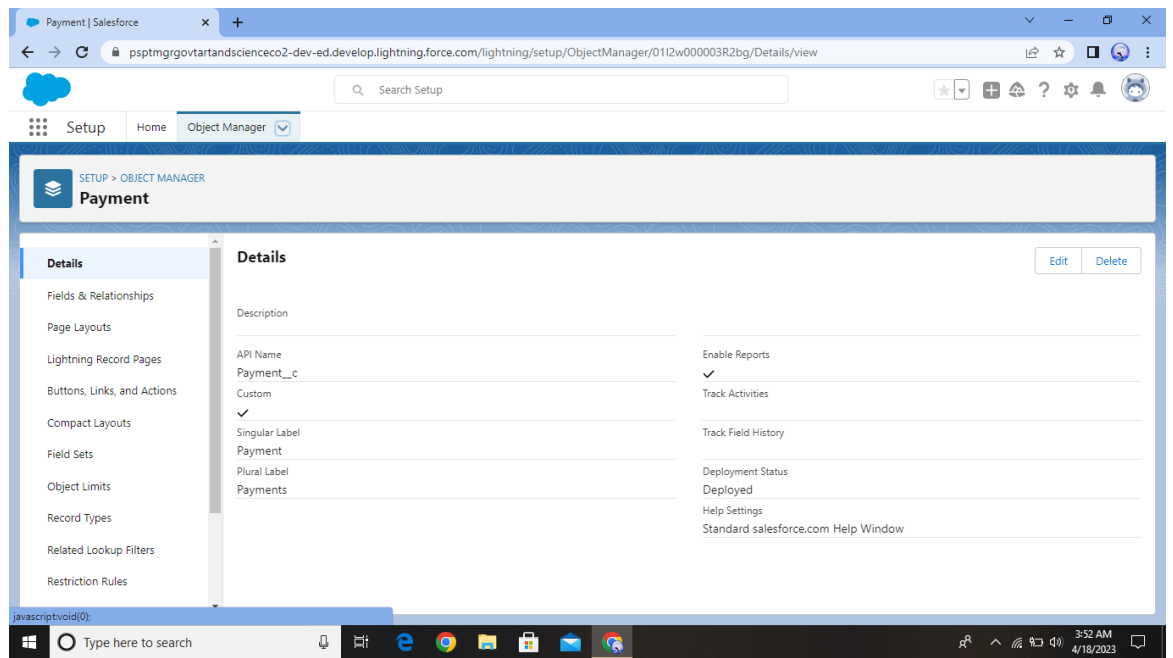 Payment | Salesforce
psptmgrgovtartandscienceco2-dev-ed.develop.lightning.force.com/lightning/setup/ObjectManager/01I2w000003R2bg/Details/view
Search Setup
Setup Home Object Manager
SETUP > OBJECT MANAGER
Payment
Details
Fields & Relationships
Page Layouts
Lightning Record Pages
Buttons, Links, and Actions
Compact Layouts
Field Sets
Object Limits
Record Types
Related Lookup Filters
Restriction Rules
Details
Edit Delete
Description
API Name
Payment__c
Custom
Singular Label
Payment
Plural Label
Payments
Enable Reports
Track Activities
Track Field History
Deployment Status
Deployed
Help Settings
Standard salesforce.com Help Window
javascript:void(0);
Type here to search
3:52 AM
4/18/2023